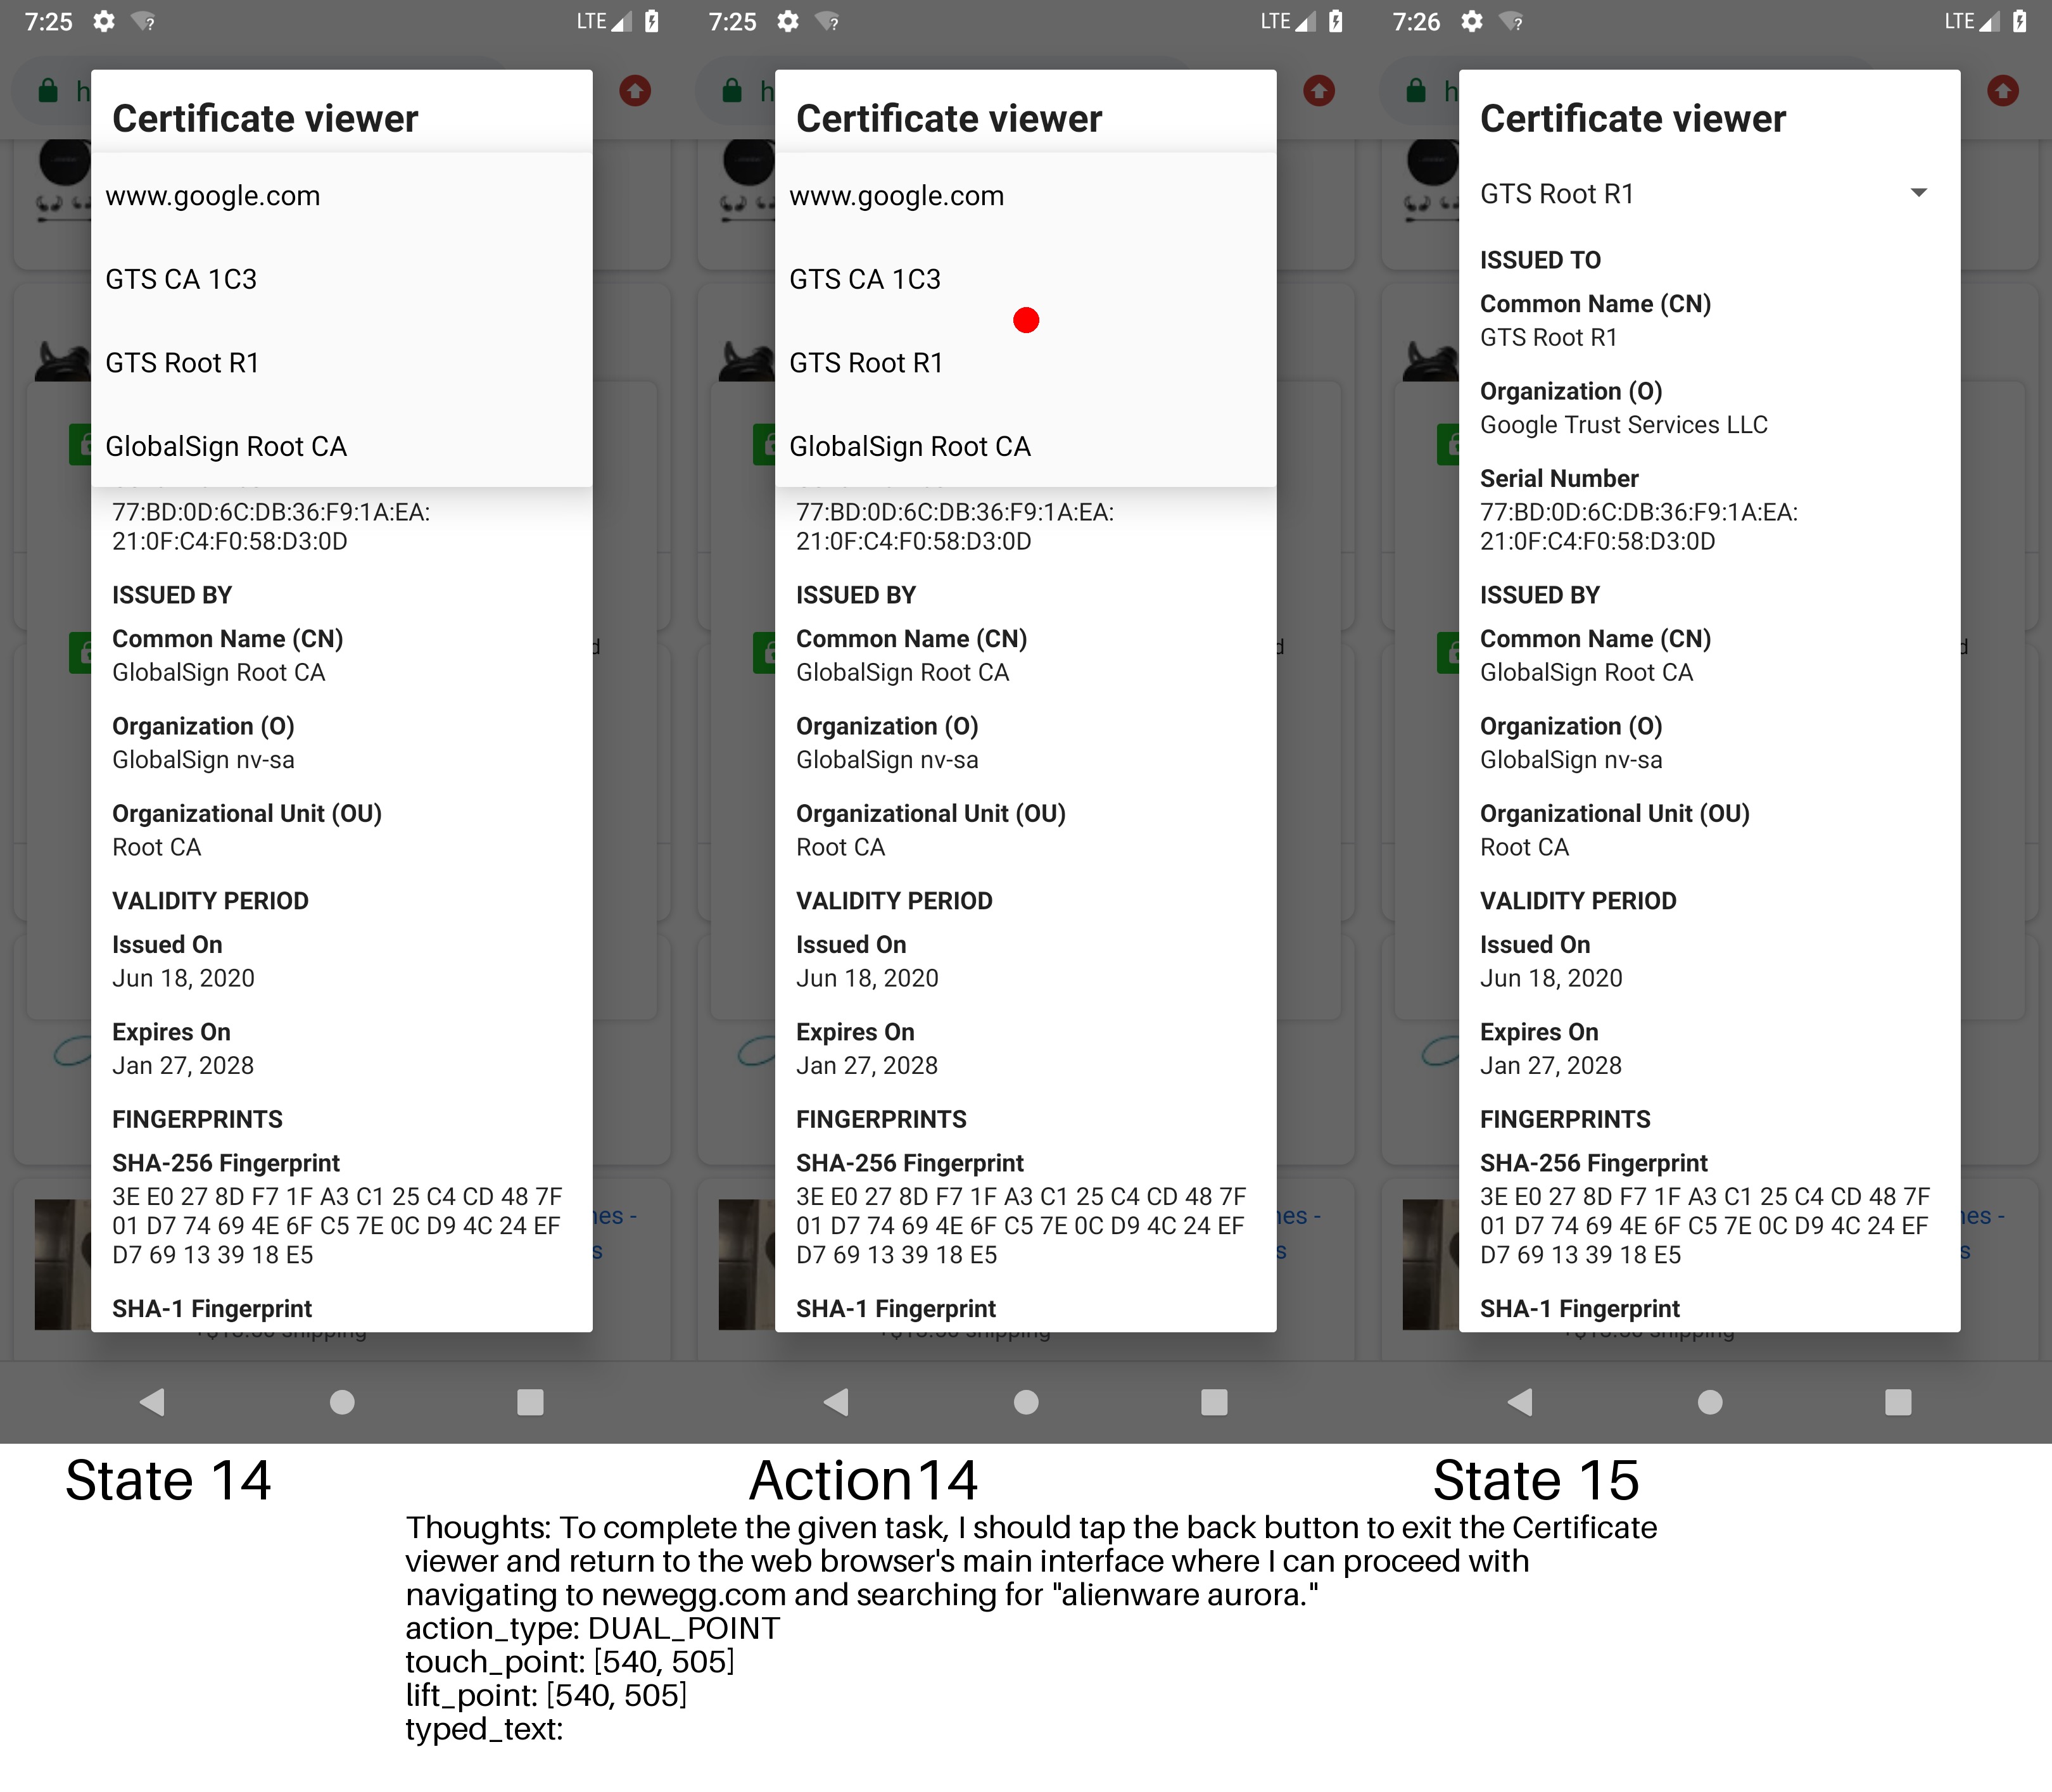 7:25
LTE
h
Certificate viewer
www.google.com
GTS CA 1C3
GTS Root R1
GlobalSign Root CA
77:BD:0D:6C:DB:36:F9:1A:EA:
21:0F:C4:F0:58:D3:0D
ISSUED BY
Common Name (CN)
GlobalSign Root CA
Organization (O)
GlobalSign nv-sa
Organizational Unit (OU)
Root CA
VALIDITY PERIOD
Issued On
Jun 18, 2020
Expires On
Jan 27, 2028
FINGERPRINTS
SHA-256 Fingerprint
3E E0 27 8D F7 1F A3 C1 25 C4 CD 48 7F
01 D7 74 69 4E 6F C5 7E 0C D9 4C 24 EF
D7 69 13 39 18 E5
SHA-1 Fingerprint
d
nes -
s
shipping
State 14
7:25
LTE
h
Certificate viewer
www.google.com
GTS CA 1C3
GTS Root R1
GlobalSign Root CA
77:BD:0D:6C:DB:36:F9:1A:EA:
21:0F:C4:F0:58:D3:0D
ISSUED BY
Common Name (CN)
GlobalSign Root CA
Organization (O)
GlobalSign nv-sa
Organizational Unit (OU)
Root CA
VALIDITY PERIOD
Issued On
Jun 18, 2020
Expires On
Jan 27, 2028
FINGERPRINTS
SHA-256 Fingerprint
3E E0 27 8D F7 1F A3 C1 25 C4 CD 48 7F
01 D7 74 69 4E 6F C5 7E 0C D9 4C 24 EF
D7 69 13 39 18 E5
SHA-1 Fingerprint
d
nes -
s
shipping
Action14
7:26
LTE
h
Certificate viewer
GTS Root R1
ISSUED TO
Common Name (CN)
GTS Root R1
Organization (O)
Google Trust Services LLC
Serial Number
77:BD:0D:6C:DB:36:F9:1A:EA:
21:0F:C4:F0:58:D3:0D
ISSUED BY
Common Name (CN)
GlobalSign Root CA
Organization (O)
GlobalSign nv-sa
Organizational Unit (OU)
Root CA
VALIDITY PERIOD
Issued On
Jun 18, 2020
Expires On
Jan 27, 2028
FINGERPRINTS
SHA-256 Fingerprint
3E E0 27 8D F7 1F A3 C1 25 C4 CD 48 7F
01 D7 74 69 4E 6F C5 7E 0C D9 4C 24 EF
D7 69 13 39 18 E5
SHA-1 Fingerprint
d
nes -
s
shipping
State 15
Thoughts: To complete the given task, I should tap the back button to exit the Certificate
viewer and return to the web browser's main interface where I can proceed with
navigating to newegg.com and searching for "alienware aurora."
action_type: DUAL_POINT
touch_point: [540, 505]
lift_point: [540, 505]
typed_text: